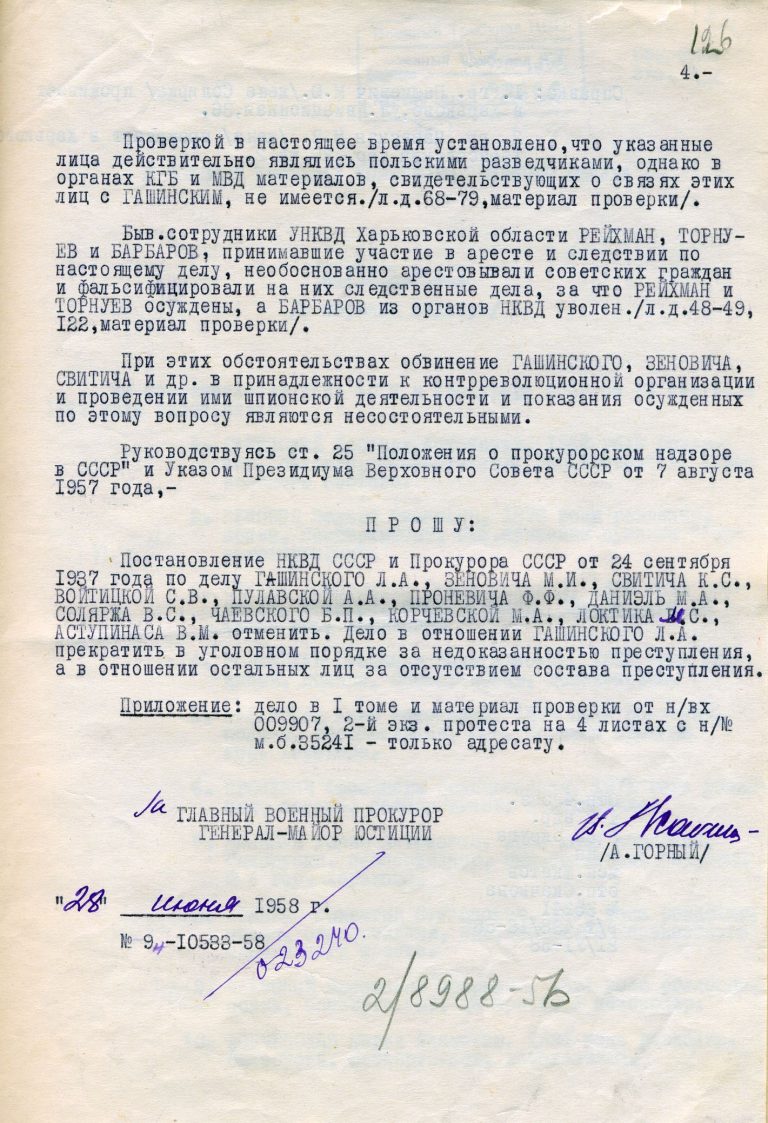 126
4.-
Проверкой в настоящее время установлено,что указанные
лица действительно являлись польскими разведчиками, однако в
органах КГБ и МВД материалов, свидетельствующих о связях этих
лиц с ГАШИНСКИМ, не имеется./л.д.68-79,материал проверки/.
Быв.сотрудники УНКВД Харьковской области РЕЙХМАН, ТОРНУ-
ЕВ и БАРБАРОВ, принимавшие участие в аресте и следствии по
настоящему делу, необоснованно арестовывали советских граждан
и фальсифицировали на них следственные дела, за что РЕЙХМАН и
ТОРНУЕВ осуждены, а БАРБАРОВ из органов НКВД уволен./л.д.48-49,
I22,материал проверки/.
При этих обстоятельствах обвинение ГАШИНСКОГО, ЗЕНОВИЧА,
СВИТИЧА и др. в принадлежности к контрреволюционной организации
и проведении ими шпионской деятельности и показания осужденных
по этому вопросу являются несостоятельными.
Руководствуясь ст. 25 "Положения о прокурорском надзоре
в СССР" и Указом Президиума Верховного Совета СССР от 7 августа
I957 года,-
П Р О Ш У:
Постановление НКВД СССР и Прокурора СССР от 24 сентября
I937 года по делу ГАШИНСКОГО Л.А., ЗЕНОВИЧА М.И., СВИТИЧА К.С.,
ВОЙТИЦКОЙ С.В., ПУЛАВСКОЙ А.А., ПРОНЕВИЧА Ф.Ф., ДАНИЭЛЬ М.А.,
СОЛЯРЖА В.С., ЧАЕВСКОГО Б.П., КОРЧЕВСКОЙ М.А., ЛОКТИКА И.С.,
АСТУПИНАСА В.М. отменить. Дело в отношении ГАШИНСКОГО Л.А.
прекратить в уголовном порядке за недоказанностью преступления,
а в отношении остальных лиц за отсутствием состава преступления.
Приложение: дело в I томе и материал проверки от н/вх
009907, 2-й экз. протеста на 4 листах с н/№
м.б.3524I - только адресату.
ГЛАВНЫЙ ВОЕННЫЙ ПРОКУРОР
ГЕНЕРАЛ-МАЙОР ЮСТИЦИИ
/А.ГОРНЫЙ/
"28" июня I958 г.
№ 9-I0533-58
023240.
2/8988-56